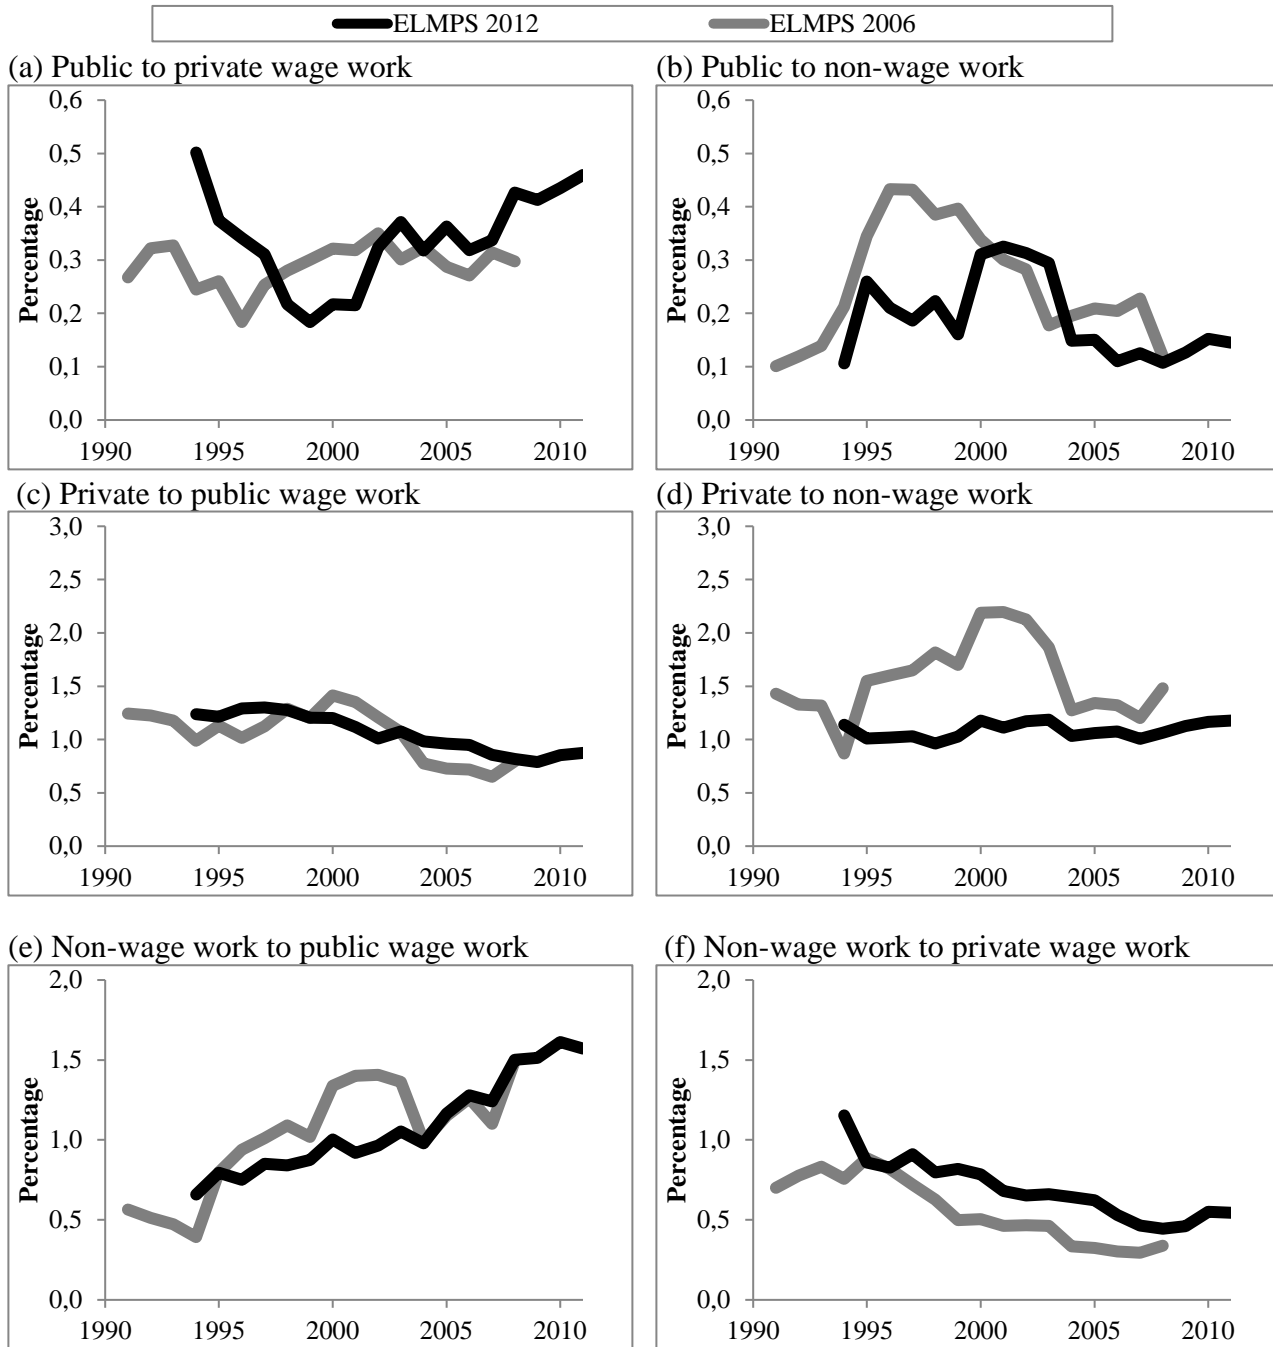 ELMPS 2012 ELMPS 2006
(a) Public to private wage work
0,6
0,5
0,4
0,3
0,2
0,1
0,0
Percentage
1990 1995 2000 2005 2010
(b) Public to non-wage work
0,6
0,5
0,4
0,3
0,2
0,1
0,0
Percentage
1990 1995 2000 2005 2010
(c) Private to public wage work
3,0
2,5
2,0
1,5
1,0
0,5
0,0
Percentage
1990 1995 2000 2005 2010
(d) Private to non-wage work
3,0
2,5
2,0
1,5
1,0
0,5
0,0
Percentage
1990 1995 2000 2005 2010
(e) Non-wage work to public wage work
2,0
1,5
1,0
0,5
0,0
Percentage
1990 1995 2000 2005 2010
(f) Non-wage work to private wage work
2,0
1,5
1,0
0,5
0,0
Percentage
1990 1995 2000 2005 2010